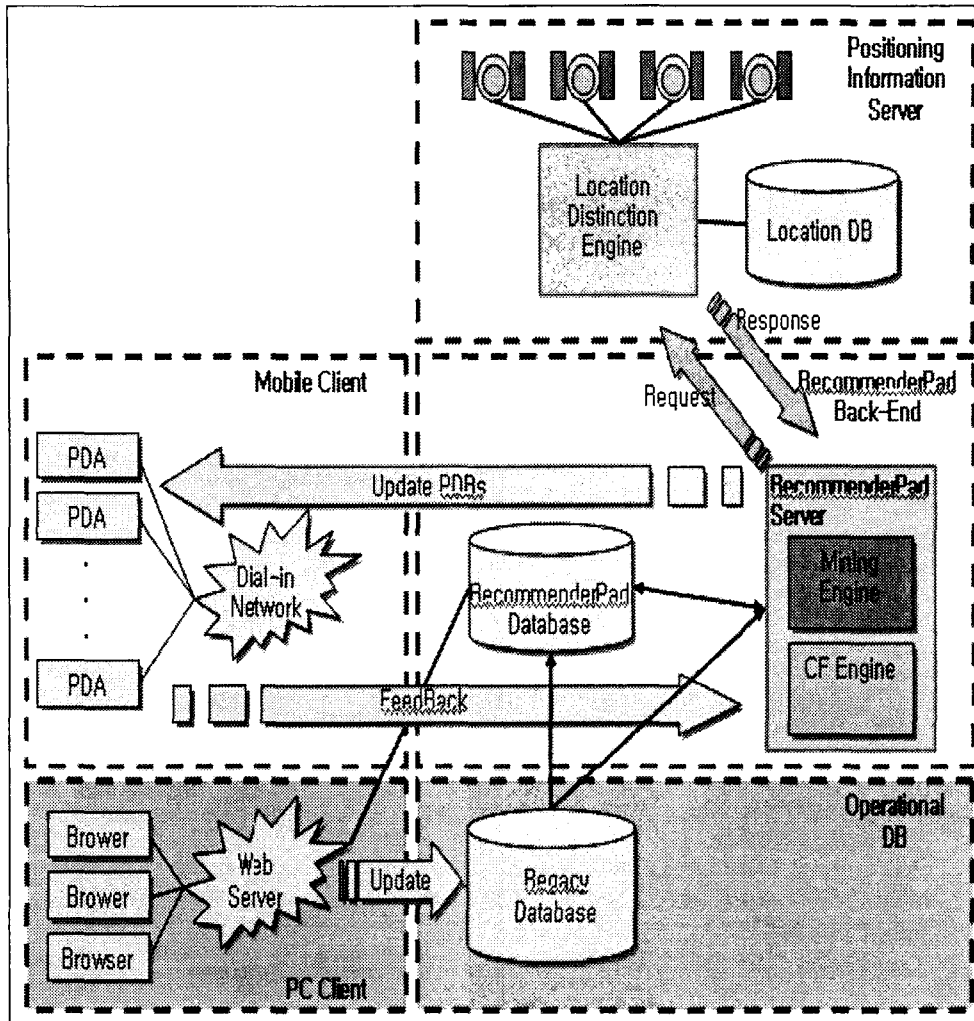 Positioning
Information
Server
Location
Distinction
Engine
Location DB
Response
Request
Mobile Client
RecommenderPad
Back-End
PDA
PDA
.
.
.
PDA
Dial-in
Network
Update PDBs
RecommenderPad
Server
Mining
Engine
CF Engine
RecommenderPad
Database
FeedBack
Brower
Brower
Browser
Web
Server
Update
PC Client
Regacy
Database
Operational
DB